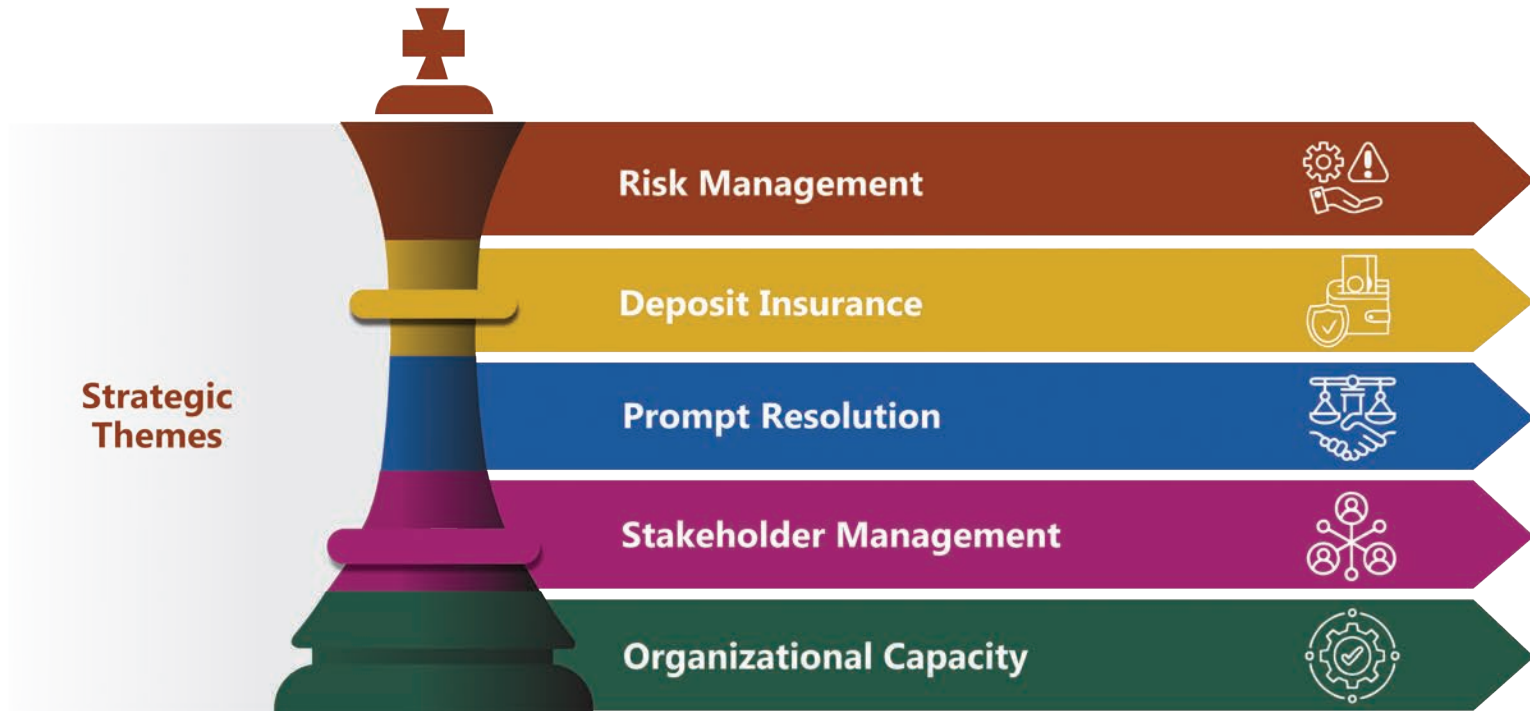 Strategic
Themes
Risk Management
Deposit Insurance
Prompt Resolution
Stakeholder Management
Organizational Capacity